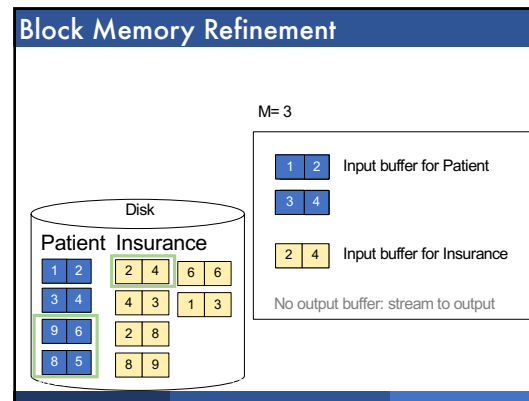 Block Memory Refinement
M= 3
1 2 Input buffer for Patient
3 4
2 4 Input buffer for Insurance
No output buffer: stream to output
Disk
Patient Insurance
1 2 2 4 6 6
3 4 4 3 1 3
9 6 2 8
8 5 8 9